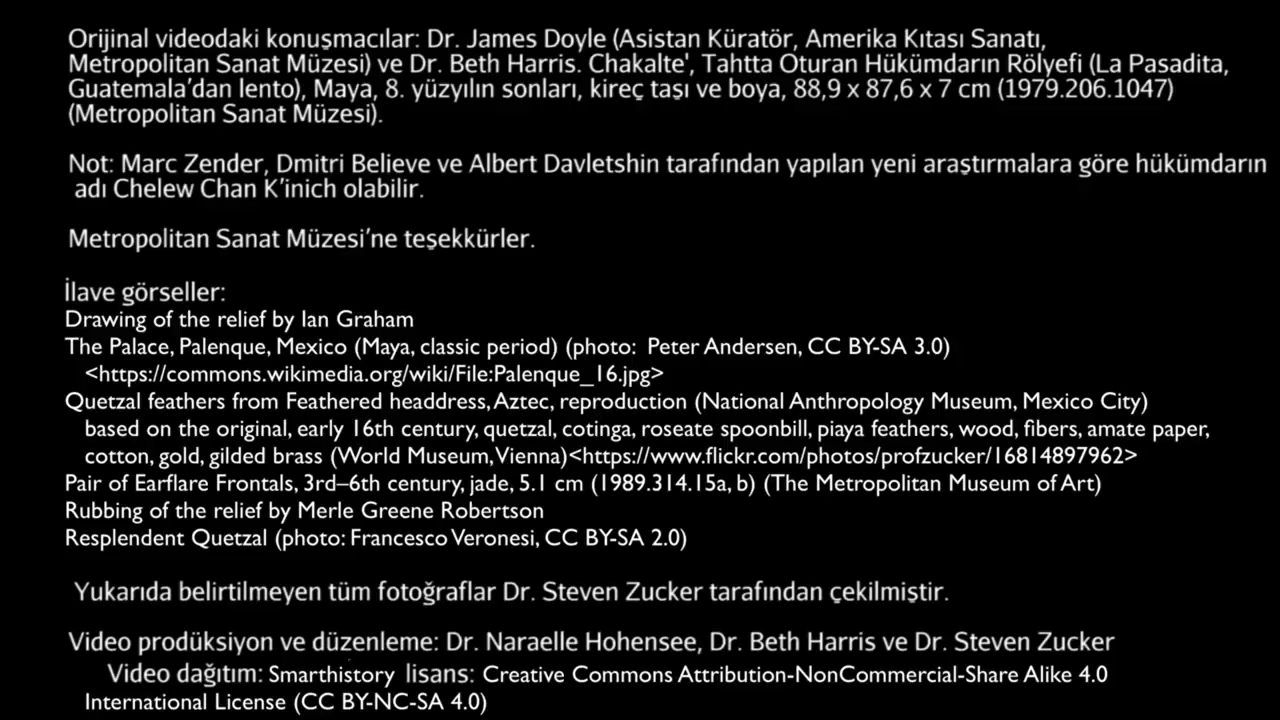 Orijinal videodaki konuşmacılar: Dr. James Doyle (Asistan Küratör, Amerika Kıtası Sanatı,
Metropolitan Sanat Müzesi) ve Dr. Beth Harris. Chakalte', Tahtta Oturan Hükümdarın Rölyefi (La Pasadita,
Guatemala’dan lento), Maya, 8. yüzyılın sonları, kireç taşı ve boya, 88,9 x 87,6 x 7 cm (1979.206.1047)
(Metropolitan Sanat Müzesi).
Not: Marc Zender, Dmitri Believe ve Albert Davletshin tarafından yapılan yeni araştırmalara göre hükümdarın
adı Chelew Chan K’inich olabilir.
Metropolitan Sanat Müzesi’ne teşekkürler.
İlave görseller:
Drawing of the relief by Ian Graham
The Palace, Palenque, Mexico (Maya, classic period) (photo: Peter Andersen, CC BY-SA 3.0)
<https://commons.wikimedia.org/wiki/File:Palenque_16.jpg>
Quetzal feathers from Feathered headdress, Aztec, reproduction (National Anthropology Museum, Mexico City)
based on the original, early 16th century, quetzal, cotinga, roseate spoonbill, piaya feathers, wood, fibers, amate paper,
cotton, gold, gilded brass (World Museum, Vienna)<https://www.flickr.com/photos/profzucker/16814897962>
Pair of Earflare Frontals, 3rd–6th century, jade, 5.1 cm (1989.314.15a, b) (The Metropolitan Museum of Art)
Rubbing of the relief by Merle Greene Robertson
Resplendent Quetzal (photo: Francesco Veronesi, CC BY-SA 2.0)
Yukarıda belirtilmeyen tüm fotoğraflar Dr. Steven Zucker tarafından çekilmiştir.
Video prodüksiyon ve düzenleme: Dr. Naraelle Hohensee, Dr. Beth Harris ve Dr. Steven Zucker
Video dağıtım: Smarthistory lisans: Creative Commons Attribution-NonCommercial-Share Alike 4.0
International License (CC BY-NC-SA 4.0)